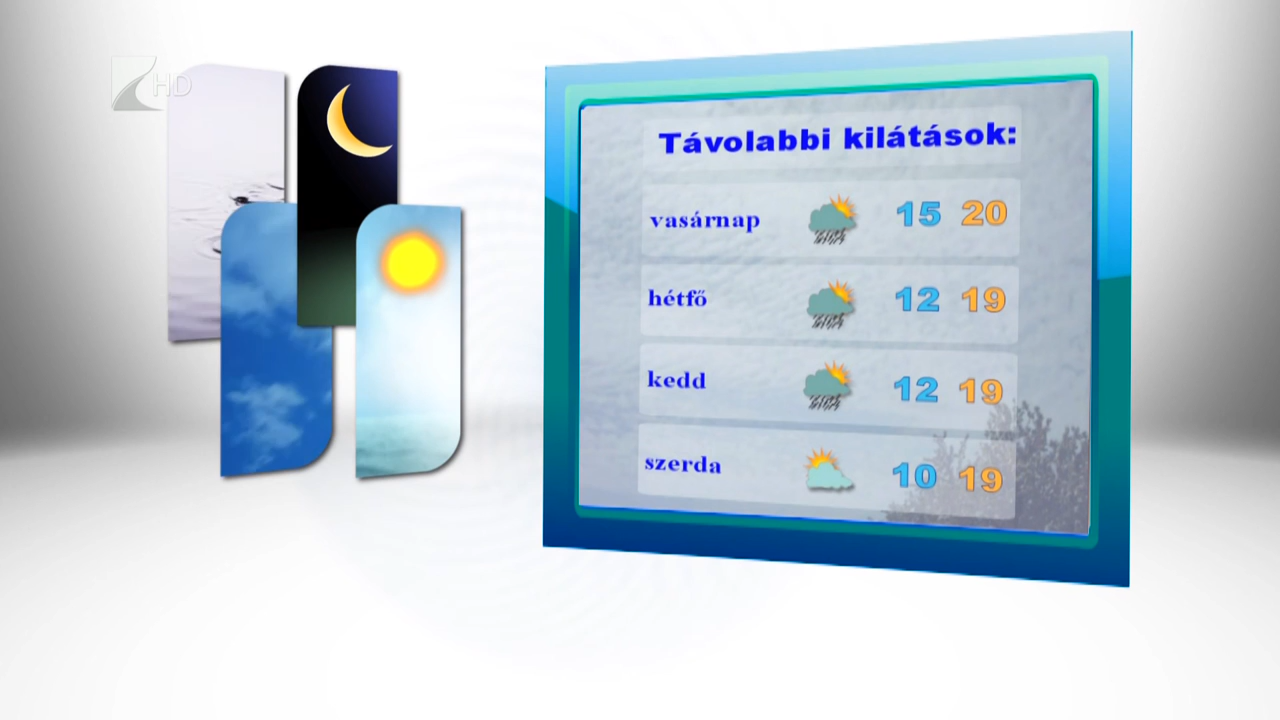 HD
Távolabbi kilátások:
vasárnap 15 20
hétfő 12 19
kedd 12 19
szerda 10 19